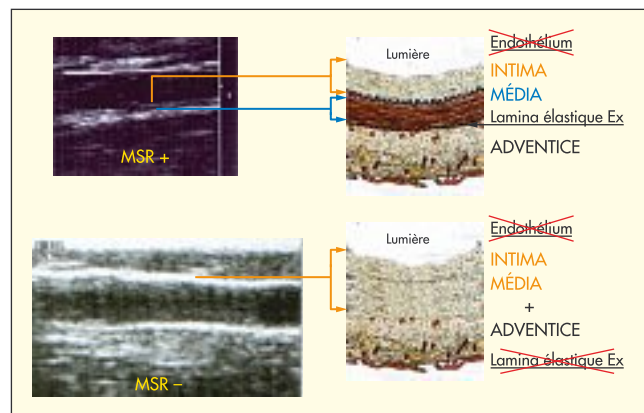 Lumière
Endothélium
INTIMA
MÉDIA
Lamina élastique Ex
ADVENTICE
MSR +
Lumière
Endothélium
INTIMA
MÉDIA
+
ADVENTICE
Lamina élastique Ex
MSR –